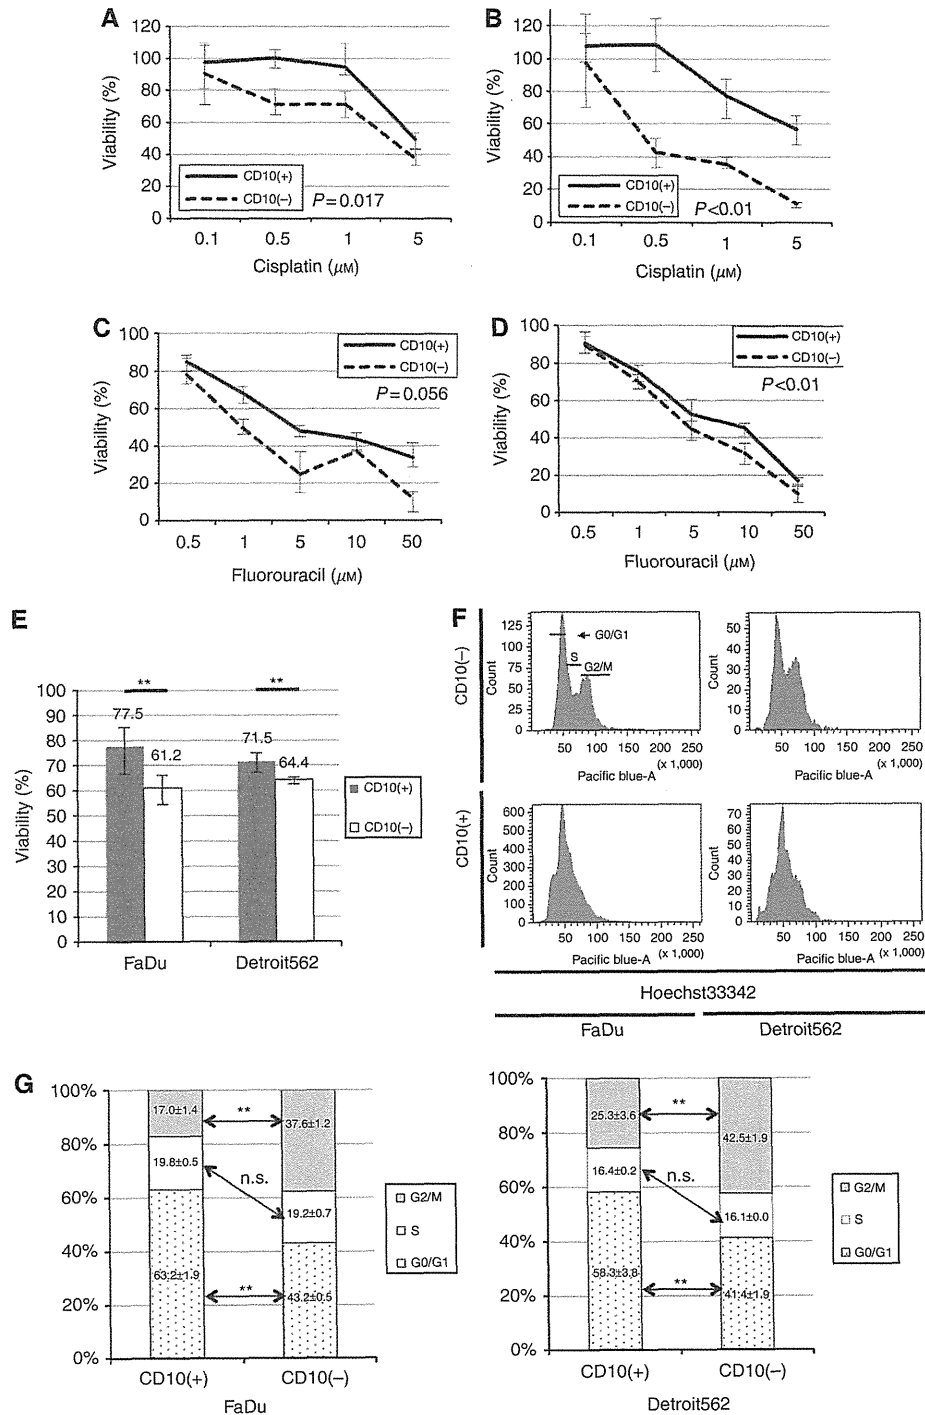 A
120
100
80
60
40
20
0
Viability (%)
CD10(+)
CD10(–)
P=0.017
0.1 0.5 1 5
Cisplatin (μM)
B
120
100
80
60
40
20
0
Viability (%)
CD10(+)
CD10(–)
P<0.01
0.1 0.5 1 5
Cisplatin (μM)
C
100
80
60
40
20
0
Viability (%)
CD10(+)
CD10(–)
P=0.056
0.5 1 5 10 50
Fluorouracil (μM)
D
100
80
60
40
20
0
Viability (%)
CD10(+)
CD10(–)
P<0.01
0.5 1 5 10 50
Fluorouracil (μM)
E
100
90
80
70
60
50
40
30
20
10
0
Viability (%)
** **
77.5
61.2
71.5
64.4
CD10(+)
CD10(–)
FaDu Detroit562
F
CD10(–)
Count
125
100
75
50
25
0
G0/G1
S
G2/M
50 100 150 200 250
(x 1,000)
Pacific blue-A
Count
50
40
30
20
10
0
50 100 150 200 250
(x 1,000)
Pacific blue-A
CD10(+)
Count
600
500
400
300
200
100
0
50 100 150 200 250
Pacific blue-A (x 1,000)
Count
70
60
50
40
30
20
10
0
50 100 150 200 250
Pacific blue-A (x 1,000)
Hoechst33342
FaDu Detroit562
G
100%
80%
60%
40%
20%
0%
17.0±1.4
19.8±0.5
63.2±1.9
**
n.s.
**
37.6±1.2
19.2±0.7
43.2±0.5
G2/M
S
G0/G1
CD10(+) CD10(–)
FaDu
100%
80%
60%
40%
20%
0%
25.3±3.6
16.4±0.2
58.3±3.8
**
n.s.
**
42.5±1.9
16.1±0.0
41.4±1.9
G2/M
S
G0/G1
CD10(+) CD10(–)
Detroit562